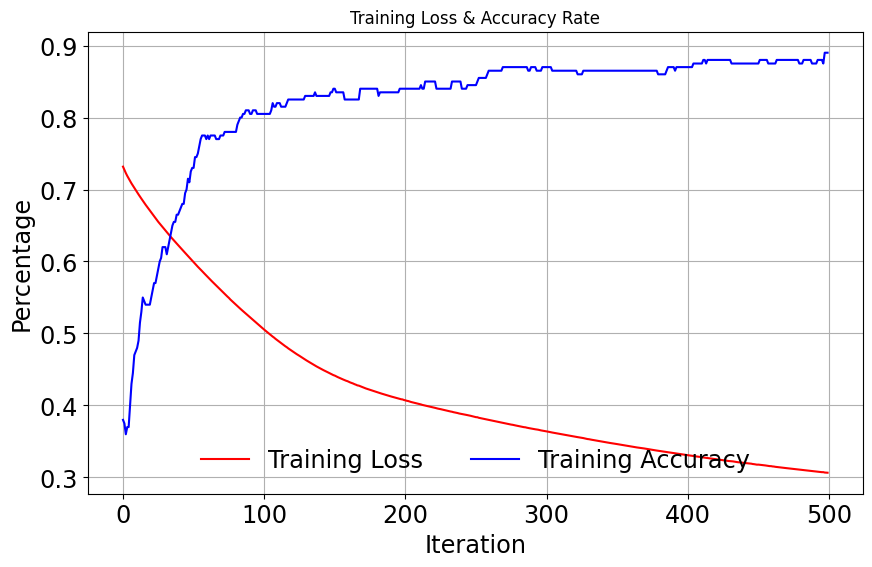 Training Loss & Accuracy Rate
0.9
0.8
0.7
0.6
0.5
0.4
0.3
Percentage
Training Loss
Training Accuracy
0 100 200 300 400 500
Iteration